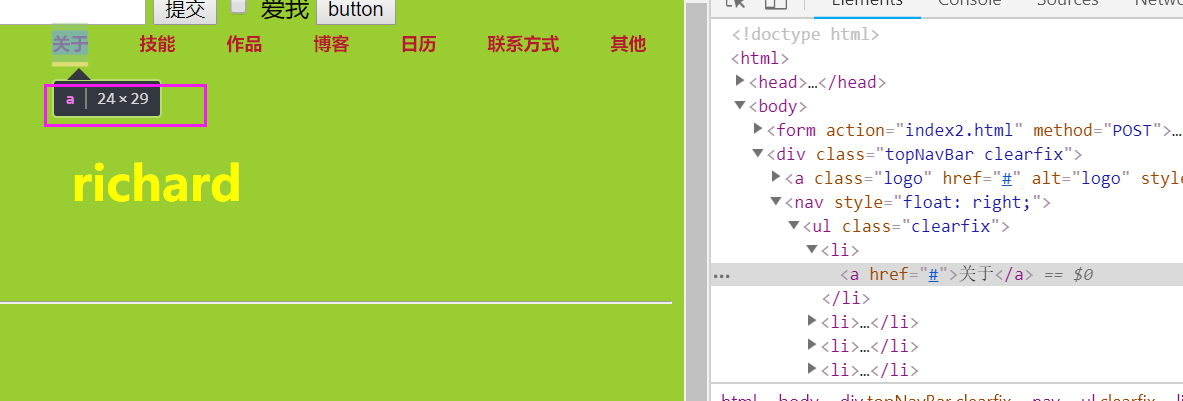 提交 爱我 button
Elements Console Sources Netwo
关于 技能 作品 博客 日历 联系方式 其他
a 24 × 29
richard
<!doctype html>
<html>
<head>…</head>
<body>
<form action="index2.html" method="POST">…
<div class="topNavBar clearfix">
<a class="logo" href="#" alt="logo" style
<nav style="float: right;">
<ul class="clearfix">
<li>
… <a href="#">关于</a> == $0
</li>
<li>…</li>
<li>…</li>
<li>…</li>
html body div.topNavBar.clearfix nav ul.clearfix li